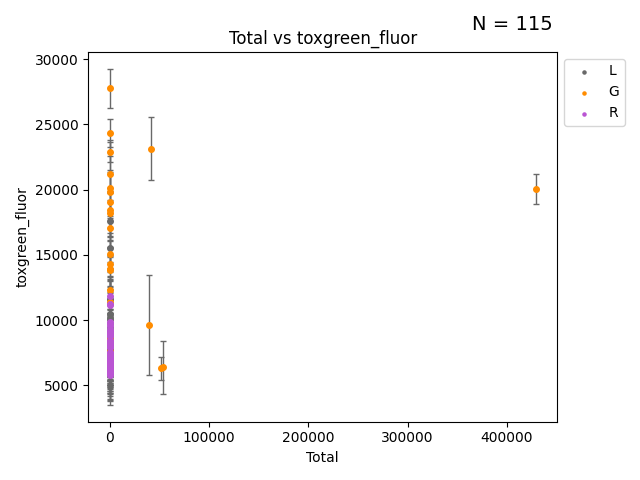 N = 115
Total vs toxgreen_fluor
30000
25000
20000
15000
10000
5000
toxgreen_fluor
0
100000
200000
300000
400000
Total
L
G
R